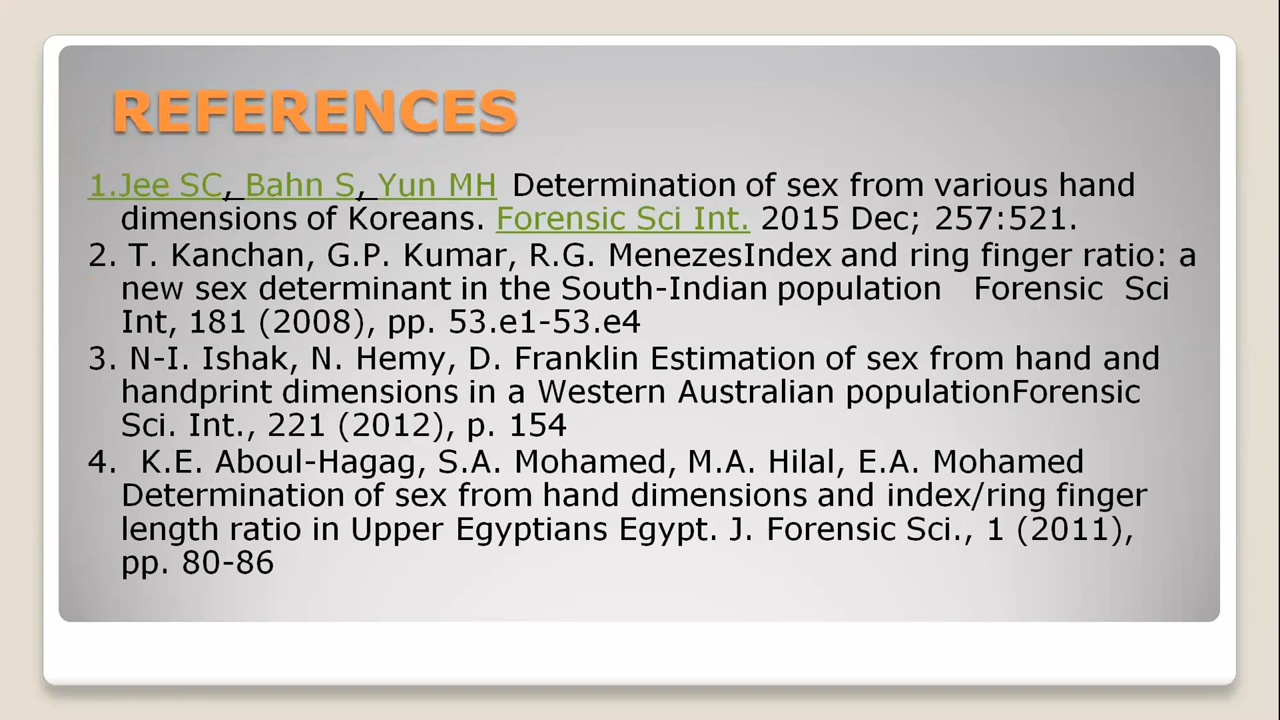 REFERENCES
1.Jee SC, Bahn S, Yun MH Determination of sex from various hand
dimensions of Koreans. Forensic Sci Int. 2015 Dec; 257:521.
2. T. Kanchan, G.P. Kumar, R.G. MenezesIndex and ring finger ratio: a
new sex determinant in the South-Indian population Forensic Sci
Int, 181 (2008), pp. 53.e1-53.e4
3. N-I. Ishak, N. Hemy, D. Franklin Estimation of sex from hand and
handprint dimensions in a Western Australian populationForensic
Sci. Int., 221 (2012), p. 154
4. K.E. Aboul-Hagag, S.A. Mohamed, M.A. Hilal, E.A. Mohamed
Determination of sex from hand dimensions and index/ring finger
length ratio in Upper Egyptians Egypt. J. Forensic Sci., 1 (2011),
pp. 80-86